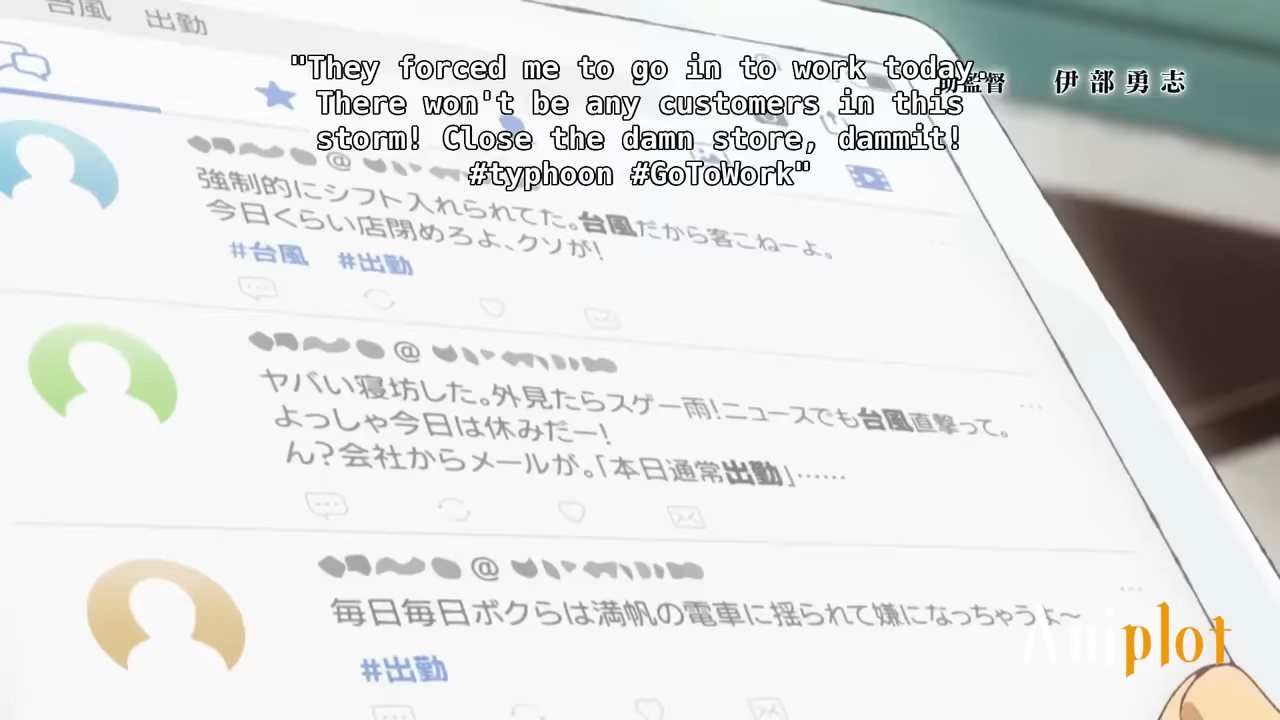 台風 出勤
"They forced me to go in to work today.
There won't be any customers in this
storm! Close the damn store, dammit!
#typhoon #GoToWork"
助監督 伊部勇志
@
強制的にシフト入れられてた。台風だから客こねーよ。
今日くらい店閉めろよ、クソが!
#台風 #出勤
@
ヤバい寝坊した。外見たらスゲー雨!ニュースでも台風直撃って。
よっしゃ今日は休みだー!
ん?会社からメールが。「本日通常出勤」……
@
毎日毎日ボクらは満帆の電車に揺られて嫌になっちゃうよ～
#出勤
Aniplot